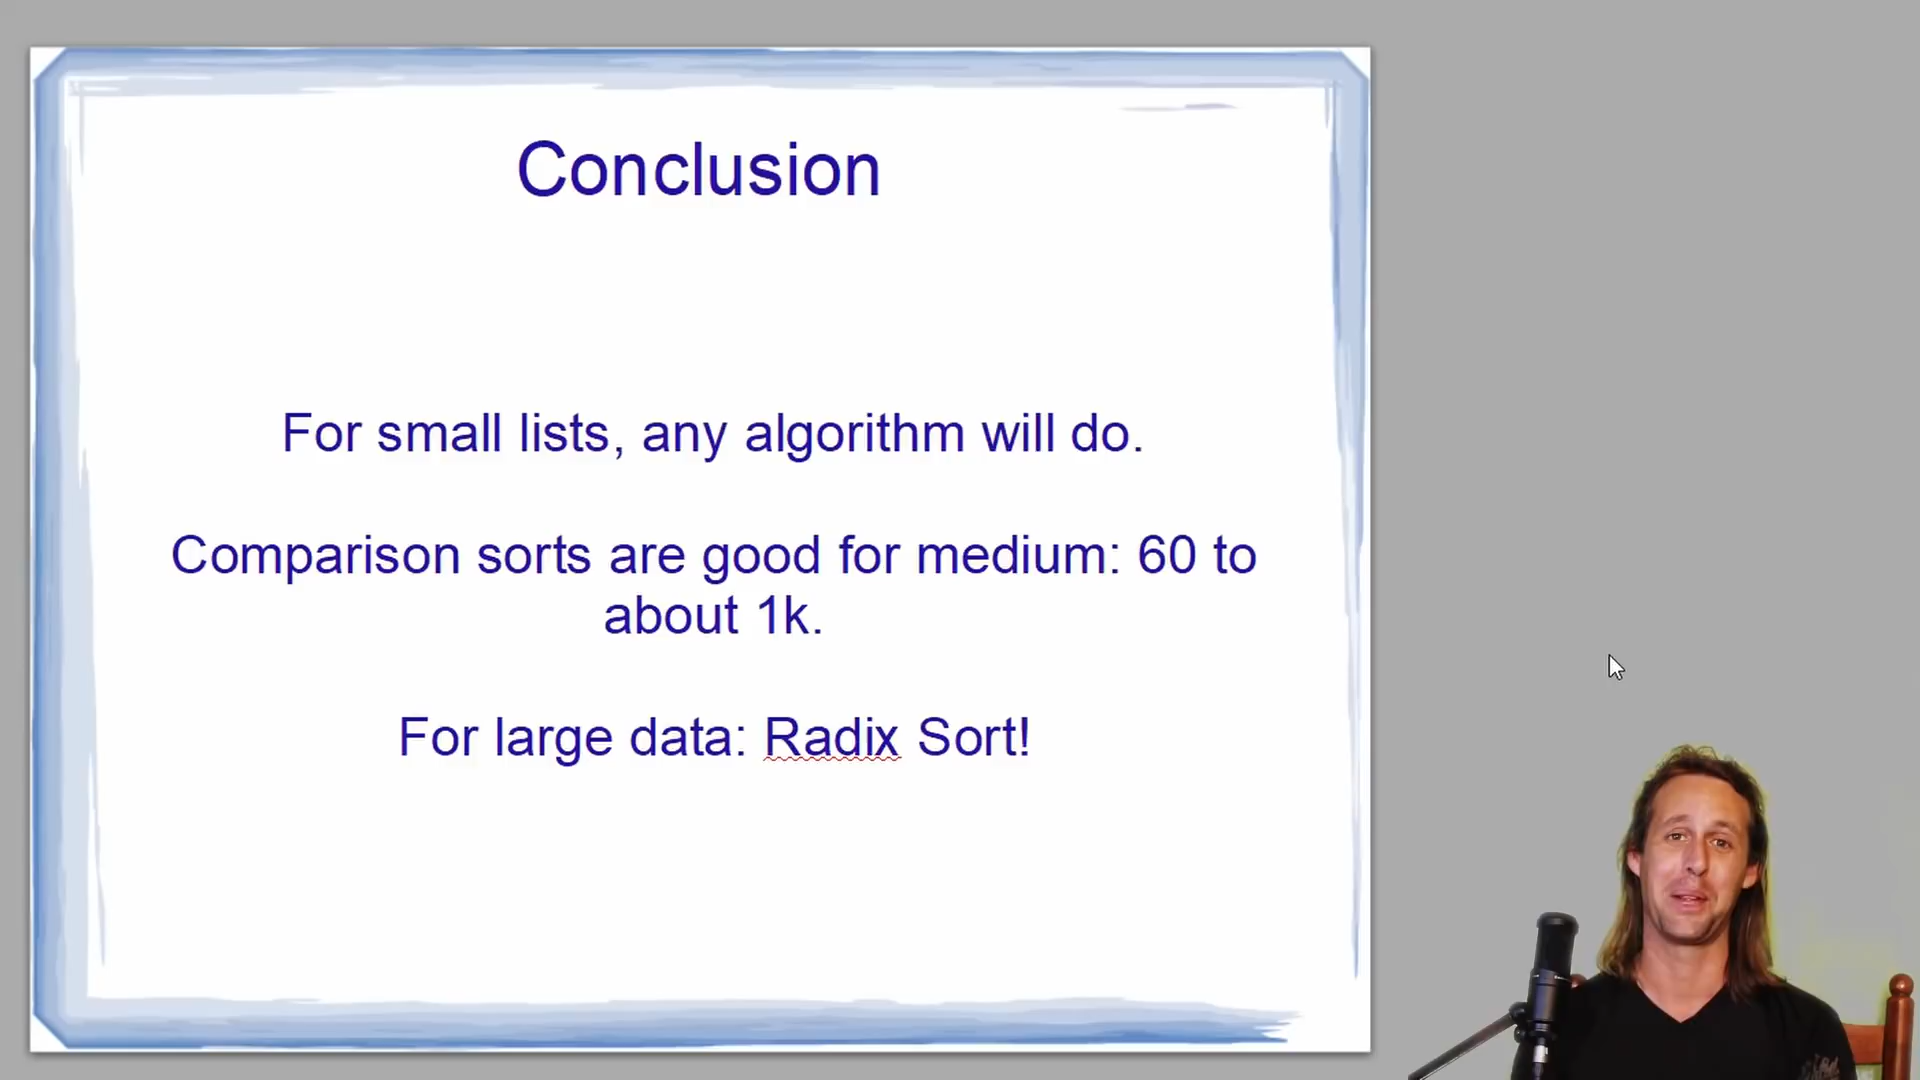 Conclusion
For small lists, any algorithm will do.
Comparison sorts are good for medium: 60 to
about 1k.
For large data: Radix Sort!